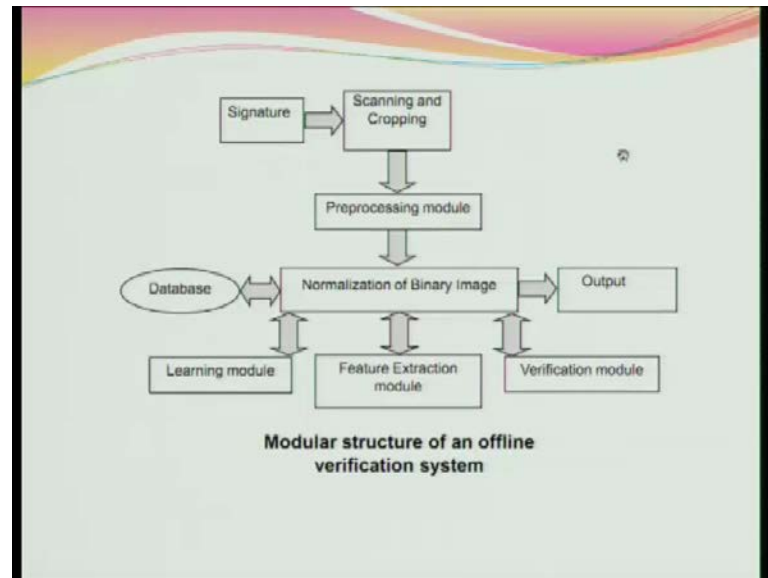 Signature
Scanning and
Cropping
Preprocessing module
Database
Normalization of Binary Image
Output
Learning module
Feature Extraction
module
Verification module
Modular structure of an offline
verification system